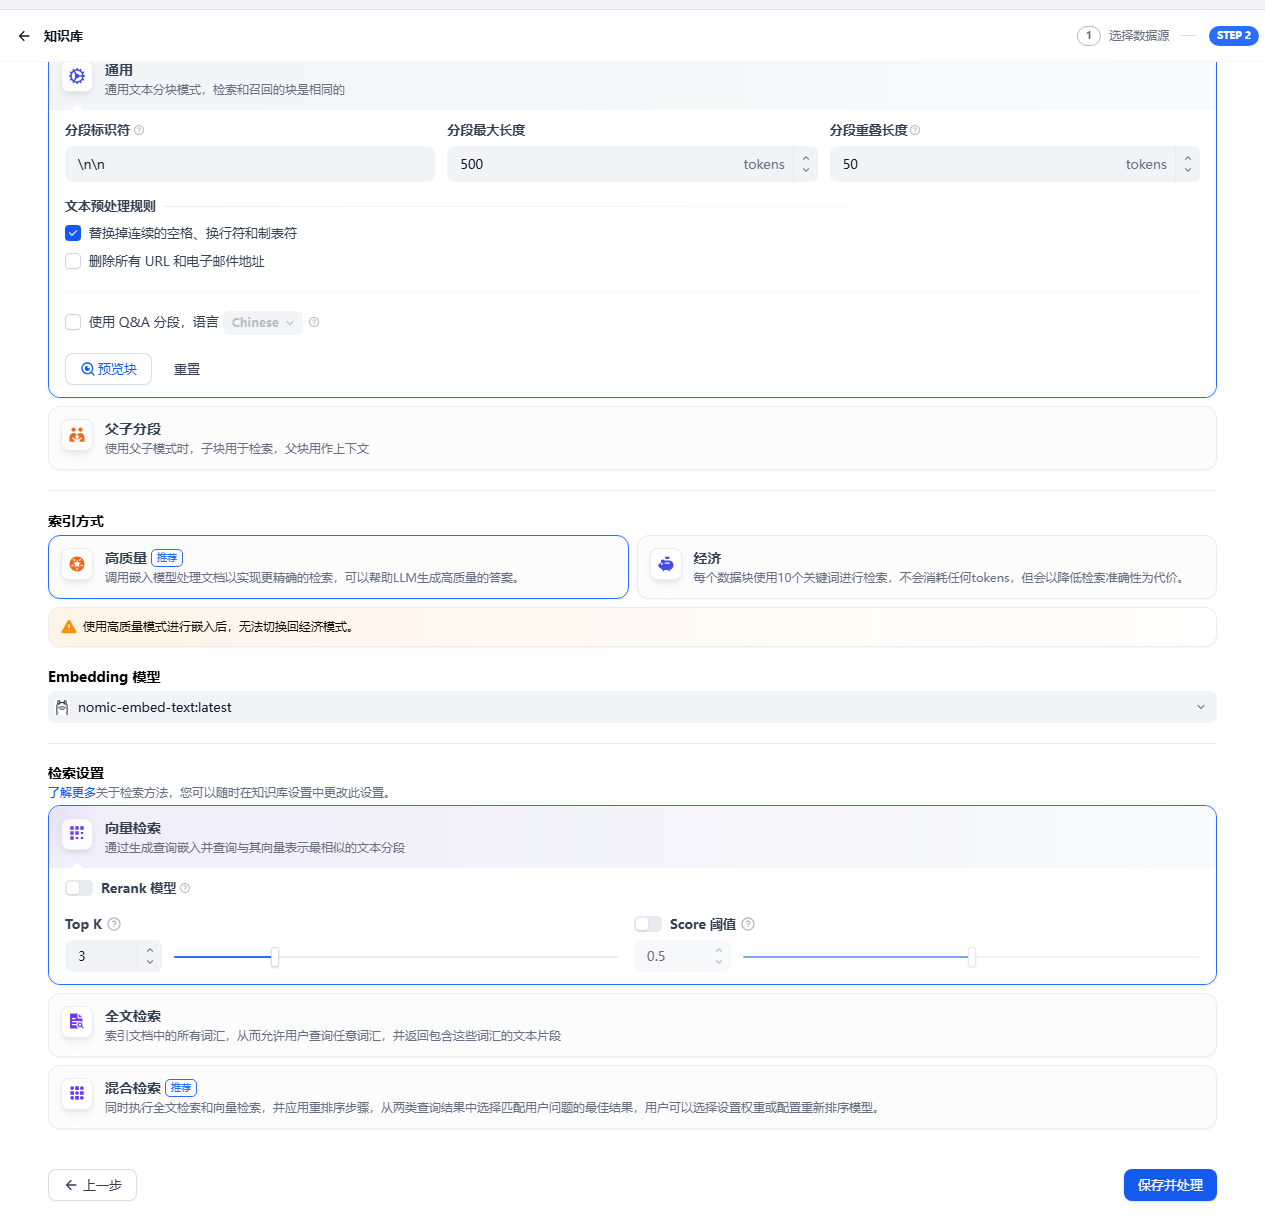 知识库
1 选择数据源 STEP 2
通用
通用文本分块模式，检索和召回的块是相同的
分段标识符 分段最大长度 分段重叠长度
\n\n 500 tokens 50 tokens
文本预处理规则
替换掉连续的空格、换行符和制表符
删除所有 URL 和电子邮件地址
使用 Q&A 分段，语言 Chinese
预览块 重置
父子分段
使用父子模式时，子块用于检索，父块用作上下文
索引方式
高质量 推荐
调用嵌入模型处理文档以实现更精确的检索，可以帮助LLM生成高质量的答案。
经济
每个数据块使用10个关键词进行检索，不会消耗任何tokens，但会以降低检索准确性为代价。
使用高质量模式进行嵌入后，无法切换回经济模式。
Embedding 模型
nomic-embed-text:latest
检索设置
了解更多关于检索方法，您可以随时在知识库设置中更改此设置。
向量检索
通过生成查询嵌入并查询与其向量表示最相似的文本分段
Rerank 模型
Top K Score 阈值
3 0.5
全文检索
索引文档中的所有词汇，从而允许用户查询任意词汇，并返回包含这些词汇的文本片段
混合检索 推荐
同时执行全文检索和向量检索，并应用重排序步骤，从两类查询结果中选择匹配用户问题的最佳结果，用户可以选择设置权重或配置重新排序模型。
上一步 保存并处理